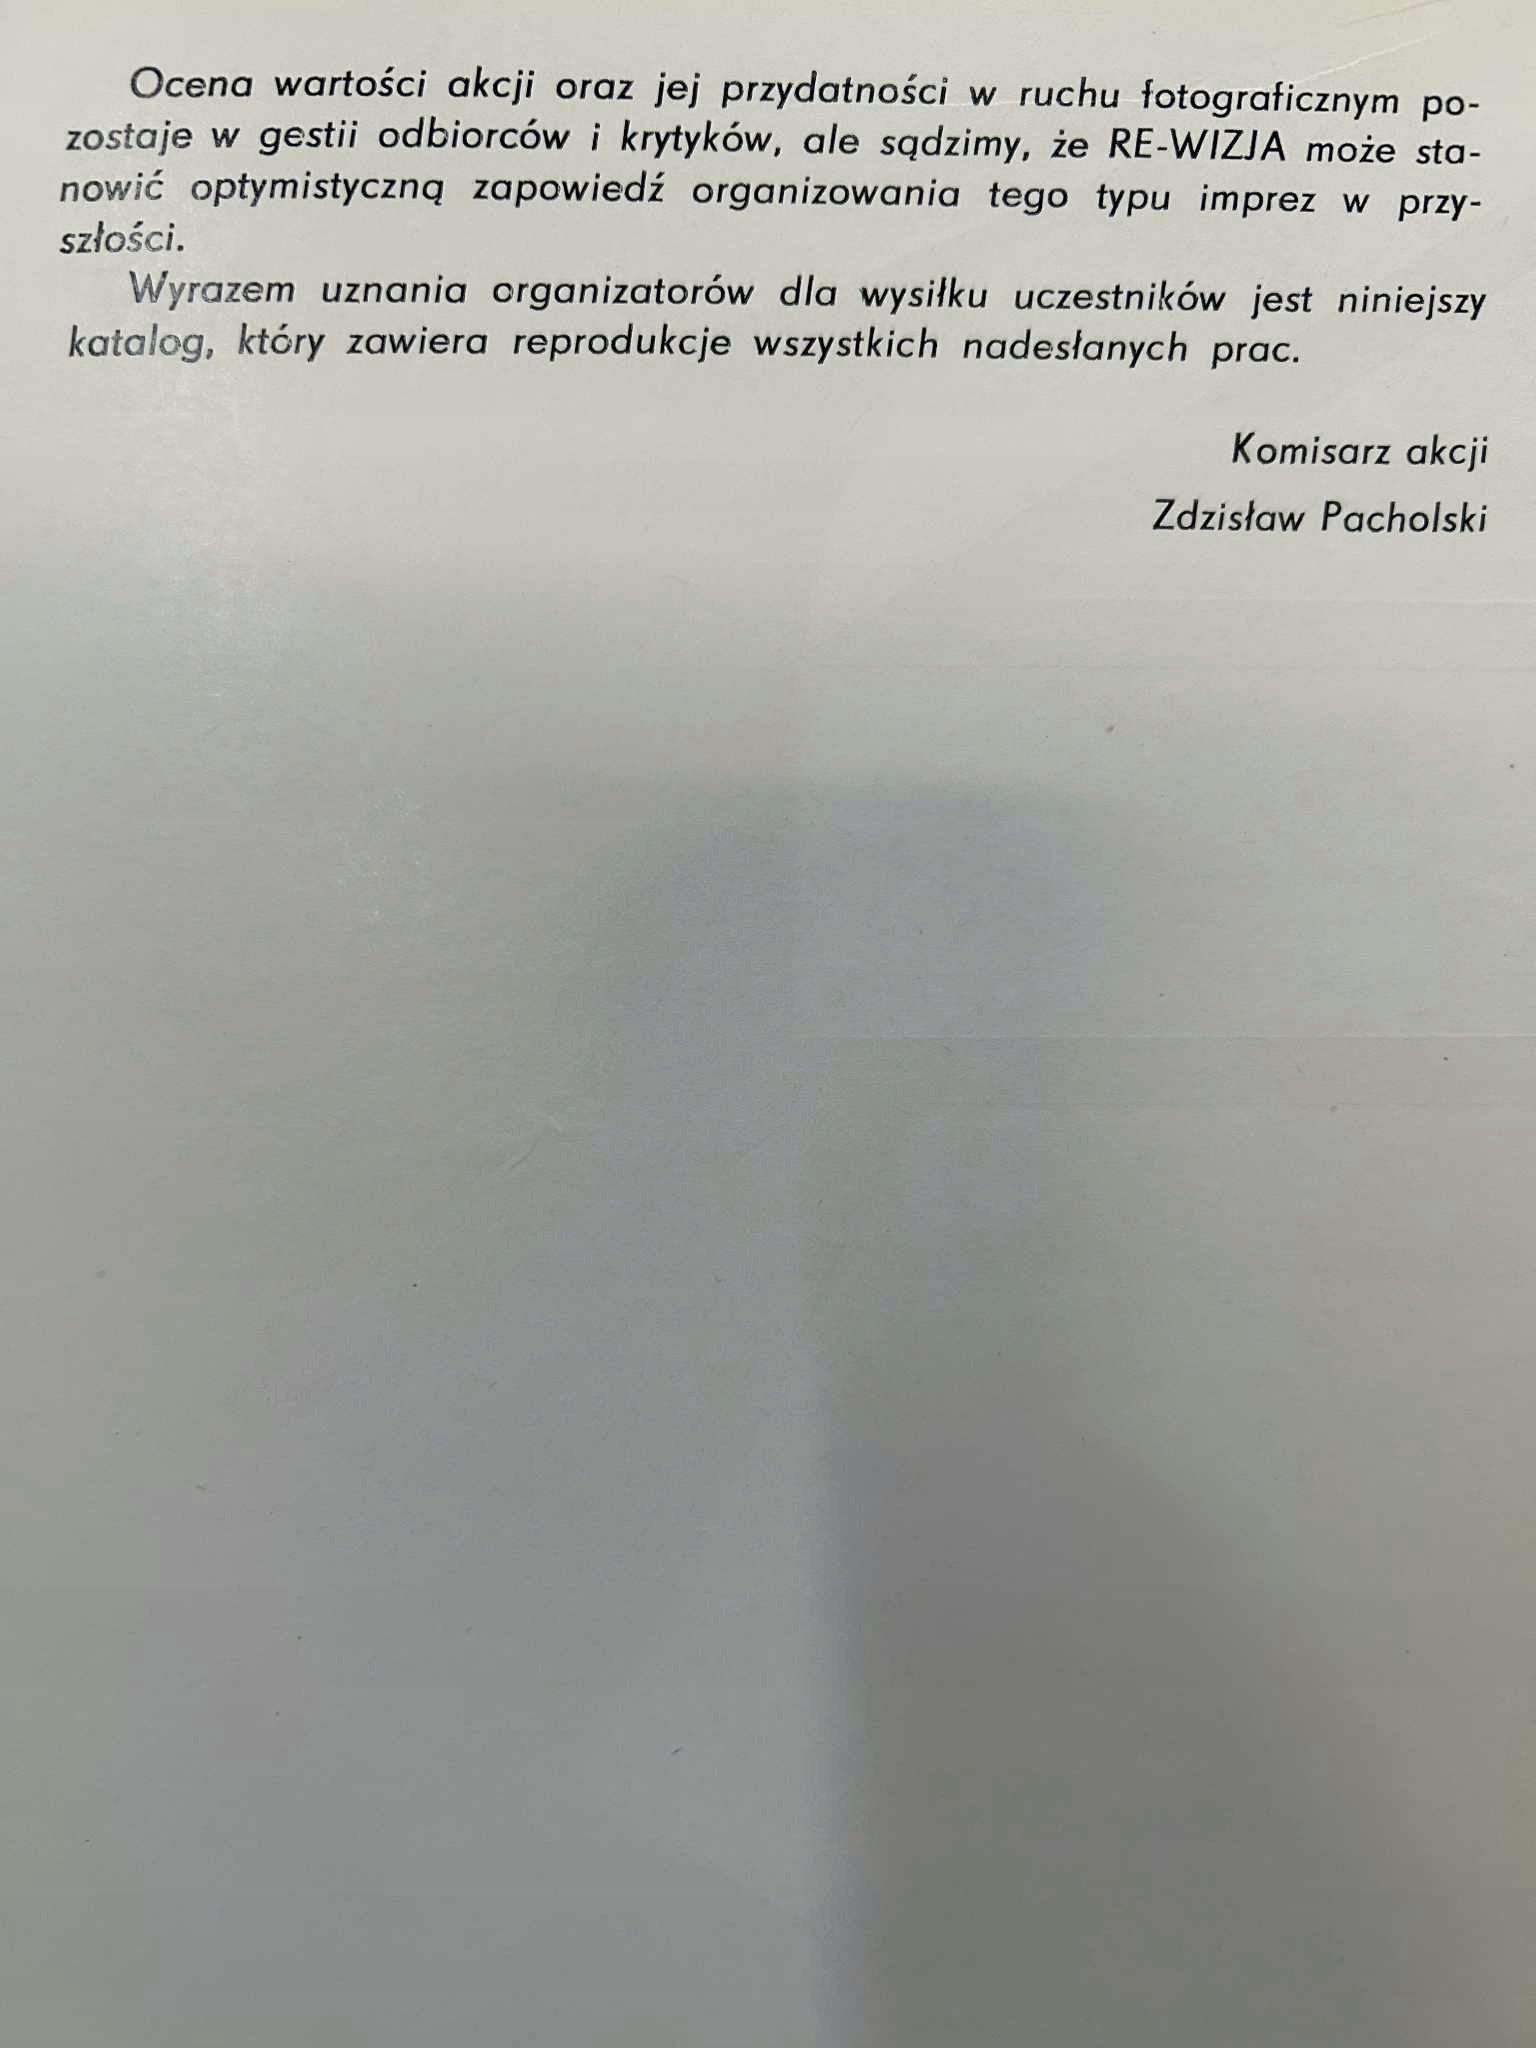 Ocena wartości akcji oraz jej przydatności w ruchu fotograficznym po-
zostaje w gestii odbiorców i krytyków, ale sądzimy, że RE-WIZJA może sta-
nowić optymistyczną zapowiedź organizowania tego typu imprez w przy-
szłości.
Wyrazem uznania organizatorów dla wysiłku uczestników jest niniejszy
katalog, który zawiera reprodukcje wszystkich nadesłanych prac.
Komisarz akcji
Zdzisław Pacholski